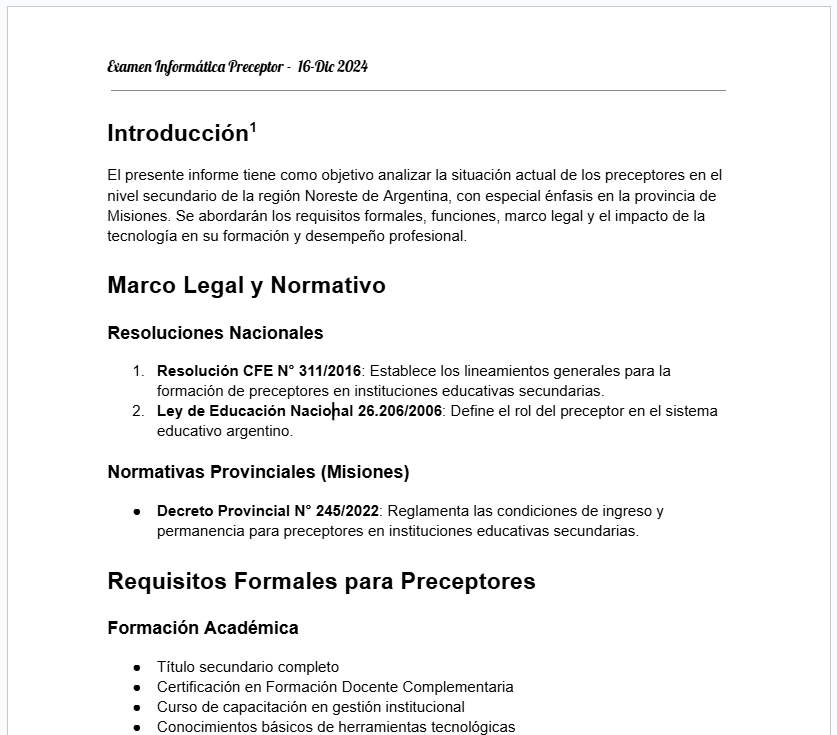 Examen Informática Preceptor - 16-Dic 2024
Introducción¹
El presente informe tiene como objetivo analizar la situación actual de los preceptores en el
nivel secundario de la región Noreste de Argentina, con especial énfasis en la provincia de
Misiones. Se abordarán los requisitos formales, funciones, marco legal y el impacto de la
tecnología en su formación y desempeño profesional.
Marco Legal y Normativo
Resoluciones Nacionales
1. Resolución CFE N° 311/2016: Establece los lineamientos generales para la
formación de preceptores en instituciones educativas secundarias.
2. Ley de Educación Nacional 26.206/2006: Define el rol del preceptor en el sistema
educativo argentino.
Normativas Provinciales (Misiones)
● Decreto Provincial N° 245/2022: Reglamenta las condiciones de ingreso y
permanencia para preceptores en instituciones educativas secundarias.
Requisitos Formales para Preceptores
Formación Académica
● Título secundario completo
● Certificación en Formación Docente Complementaria
● Curso de capacitación en gestión institucional
● Conocimientos básicos de herramientas tecnológicas